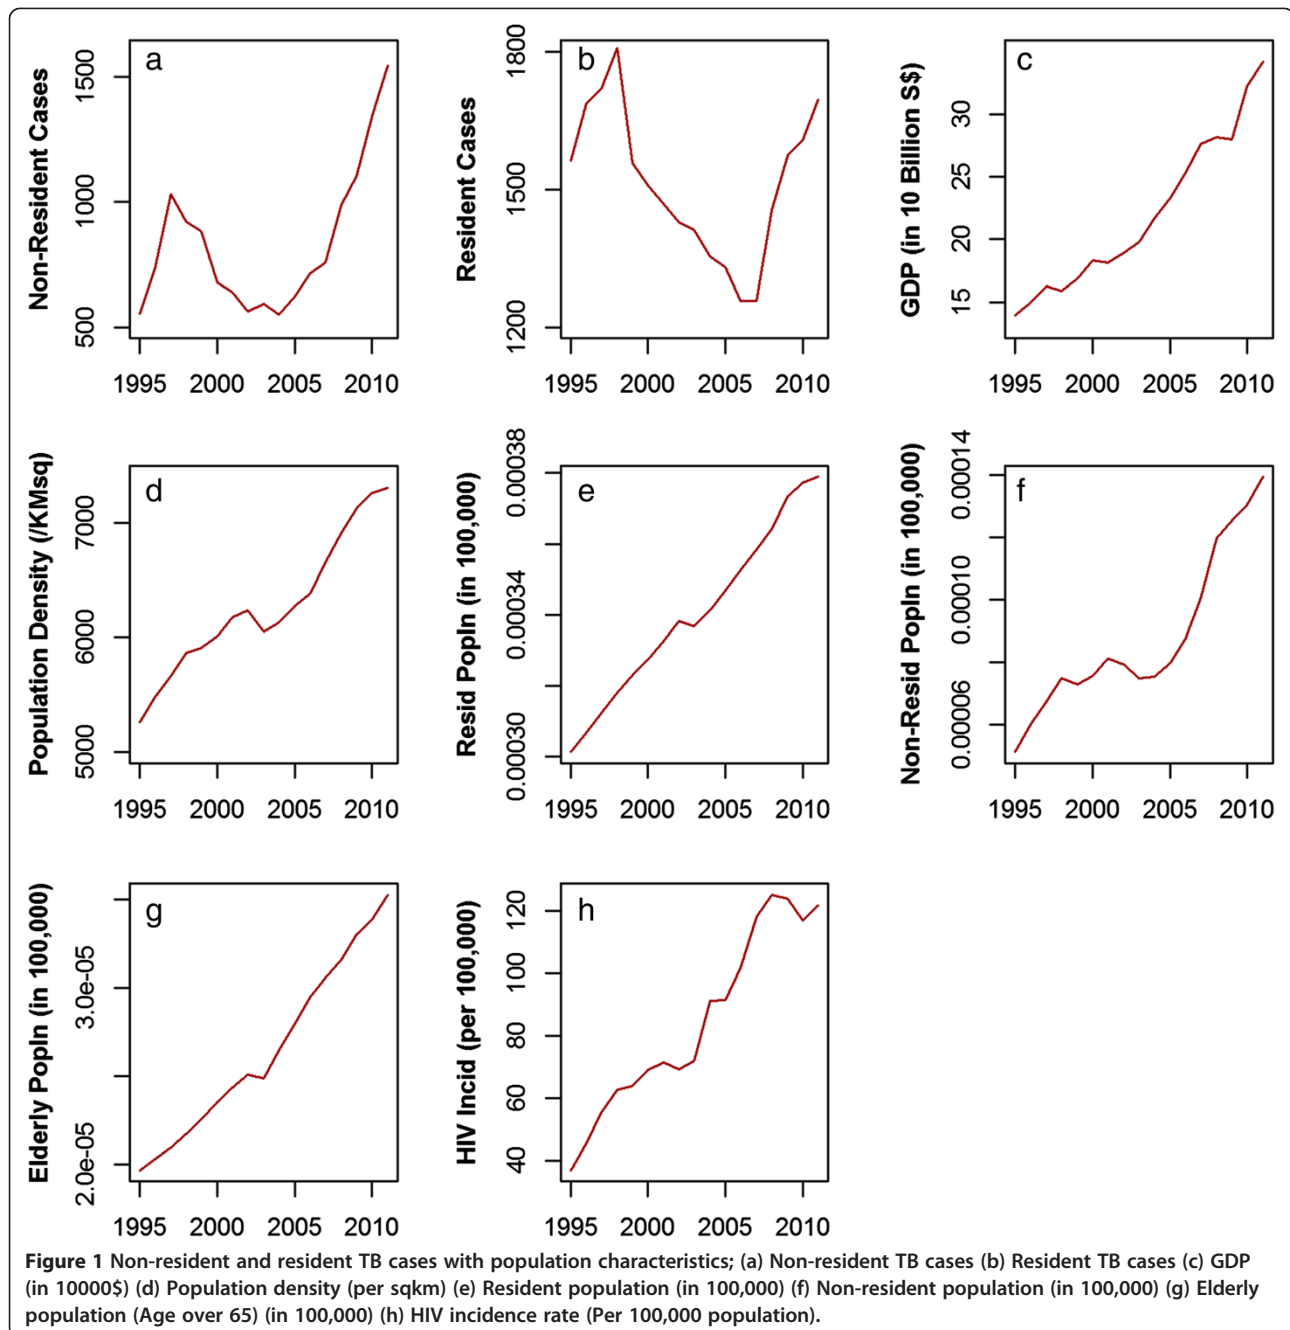 a
Non-Resident Cases
1500
1000
500
1995 2000 2005 2010
b
Resident Cases
1800
1500
1200
1995 2000 2005 2010
c
GDP (in 10 Billion S$)
30
25
20
15
1995 2000 2005 2010
d
Population Density (/KMsq)
7000
6000
5000
1995 2000 2005 2010
e
Resid Popln (in 100,000)
0.00038
0.00034
0.00030
1995 2000 2005 2010
f
Non-Resid Popln (in 100,000)
0.00014
0.00010
0.00006
1995 2000 2005 2010
g
Elderly Popln (in 100,000)
3.0e-05
2.0e-05
1995 2000 2005 2010
h
HIV Incid (per 100,000)
120
100
80
60
40
1995 2000 2005 2010
Figure 1 Non-resident and resident TB cases with population characteristics; (a) Non-resident TB cases (b) Resident TB cases (c) GDP
(in 10000$) (d) Population density (per sqkm) (e) Resident population (in 100,000) (f) Non-resident population (in 100,000) (g) Elderly
population (Age over 65) (in 100,000) (h) HIV incidence rate (Per 100,000 population).